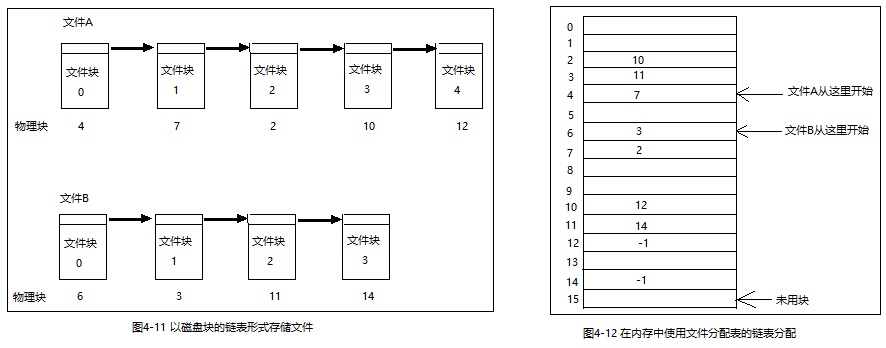 文件A
文件块 文件块 文件块 文件块 文件块
0 1 2 3 4
物理块 4 7 2 10 12
文件B
文件块 文件块 文件块 文件块
0 1 2 3
物理块 6 3 11 14
图4-11 以磁盘块的链表形式存储文件
0
1
2 10
3 11
4 7 文件A从这里开始
5
6 3 文件B从这里开始
7 2
8
9
10 12
11 14
12 -1
13
14 -1
15 未用块
图4-12 在内存中使用文件分配表的链表分配